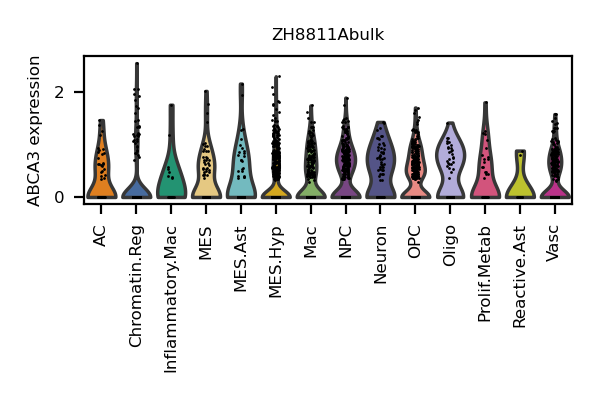 ZH8811Abulk
ABCA3 expression
2
0
AC
Chromatin.Reg
Inflammatory.Mac
MES
MES.Ast
MES.Hyp
Mac
NPC
Neuron
OPC
Oligo
Prolif.Metab
Reactive.Ast
Vasc